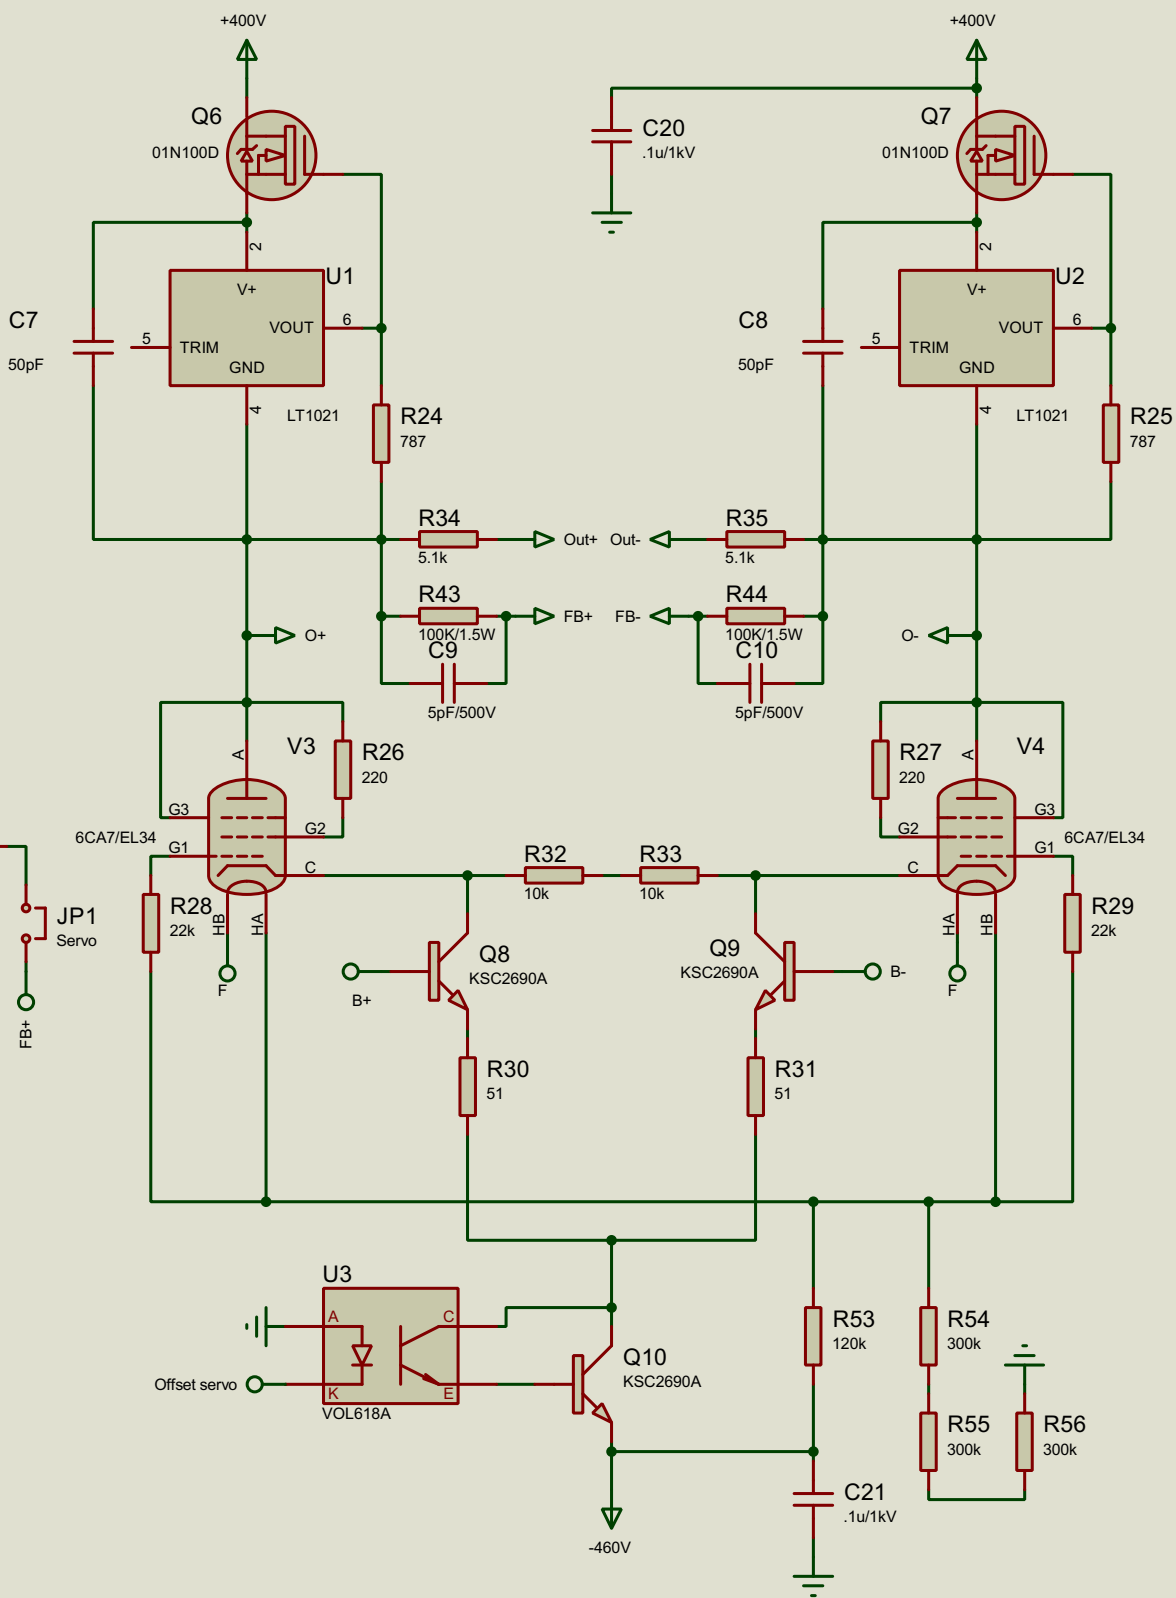 +400V
+400V
Q6
01N100D
C20
.1u/1kV
Q7
01N100D
2
U1
V+
VOUT
6
5
TRIM
GND
4
LT1021
C7
50pF
R24
787
2
U2
V+
VOUT
6
5
TRIM
GND
4
LT1021
C8
50pF
R25
787
R34
5.1k
Out+
Out-
R35
5.1k
R43
100K/1.5W
FB+
FB-
R44
100K/1.5W
C9
5pF/500V
C10
5pF/500V
O+
O-
V3
A
R26
220
G3
G2
G1
C
6CA7/EL34
HB
HA
F
R28
22k
R27
220
V4
A
G3
G2
G1
C
6CA7/EL34
HA
HB
F
R29
22k
JP1
Servo
FB+
R32
10k
R33
10k
Q8
KSC2690A
B+
Q9
KSC2690A
B-
R30
51
R31
51
U3
A
C
K
E
VOL618A
Offset servo
Q10
KSC2690A
R53
120k
R54
300k
R55
300k
R56
300k
C21
.1u/1kV
-460V